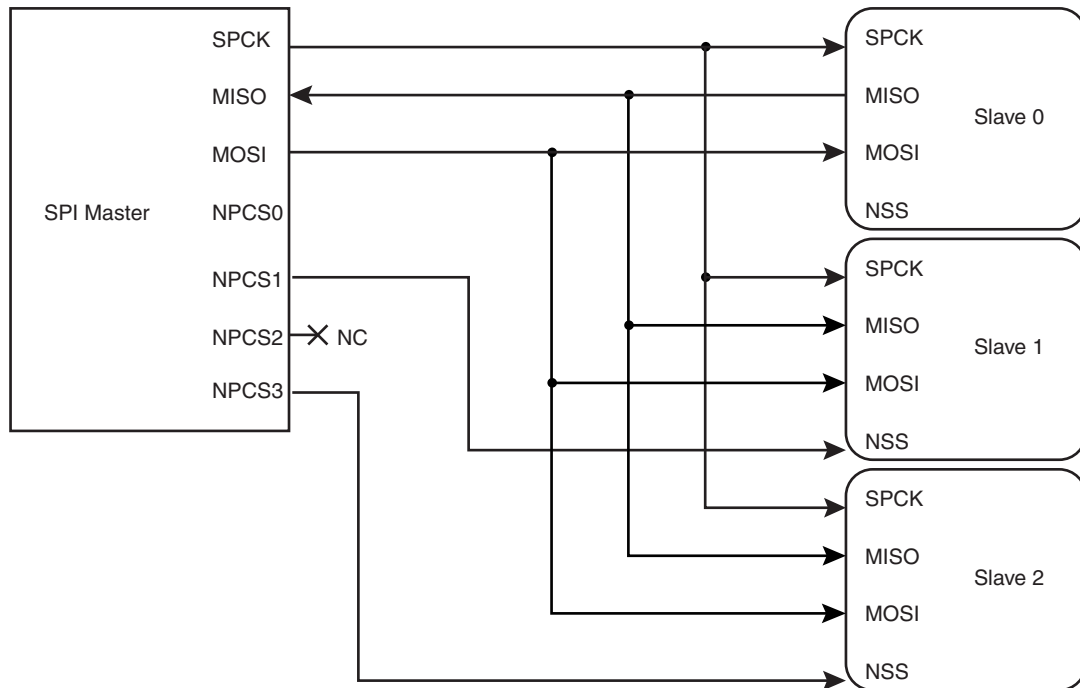 SPI Master
SPCK
MISO
MOSI
NPCS0
NPCS1
NPCS2
NC
NPCS3
SPCK
MISO
Slave 0
MOSI
NSS
SPCK
MISO
Slave 1
MOSI
NSS
SPCK
MISO
Slave 2
MOSI
NSS